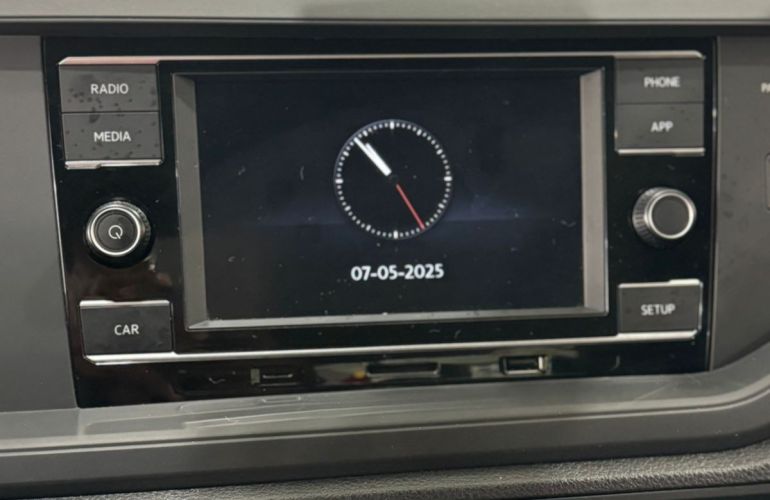 RADIO
MEDIA
CAR
07-05-2025
PHONE
APP
SETUP